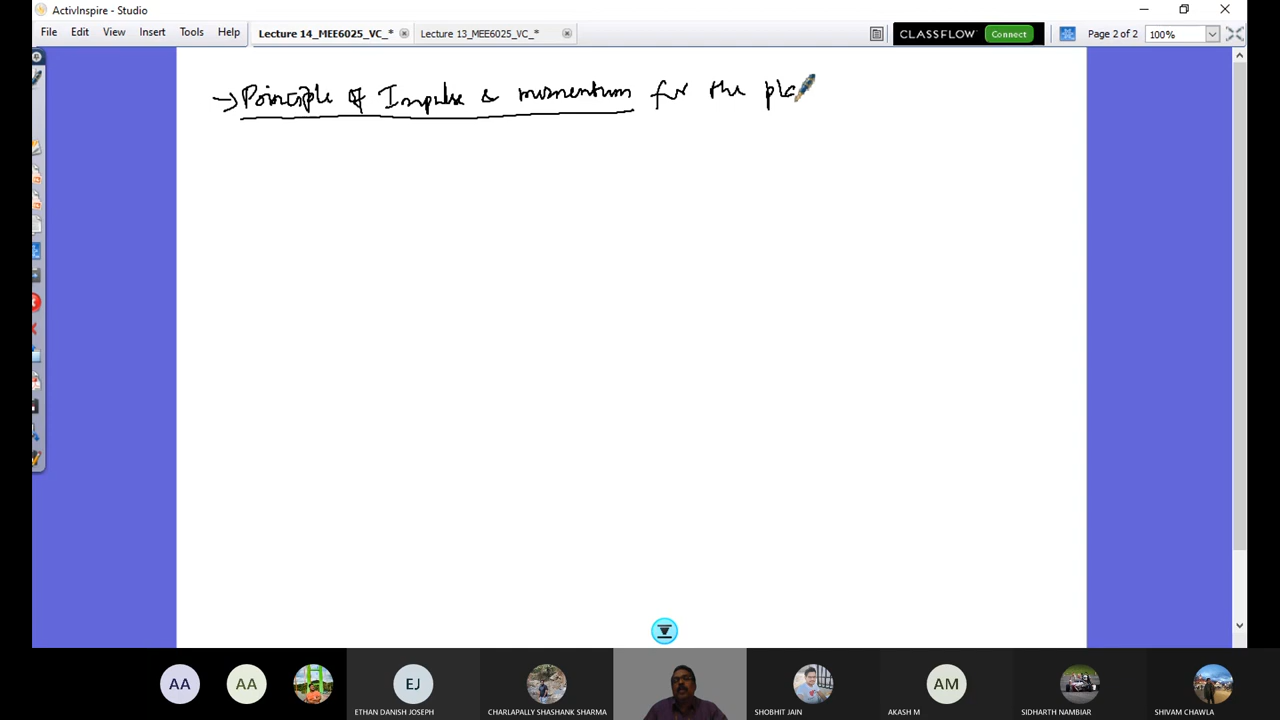 ActivInspire - Studio
File Edit View Insert Tools Help
Lecture 14_MEE6025_VC_*
Lecture 13_MEE6025_VC_*
CLASSFLOW Connect
Page 2 of 2
100%
→ Principle of Impulse & momentum for the pla
AA
AA
EJ
ETHAN DANISH JOSEPH
CHARLAPALLY SHASHANK SHARMA
SHOBHIT JAIN
AM
AKASH M
SIDHARTH NAMBIAR
SHIVAM CHAWLA